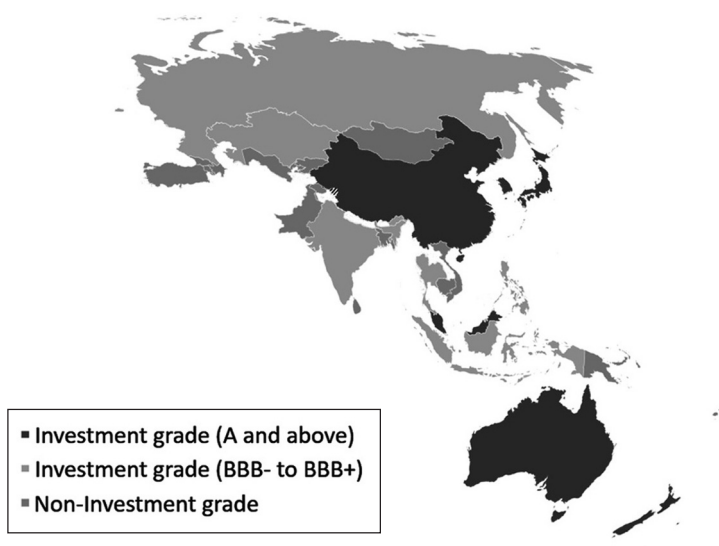 Investment grade (A and above)
Investment grade (BBB- to BBB+)
Non-Investment grade